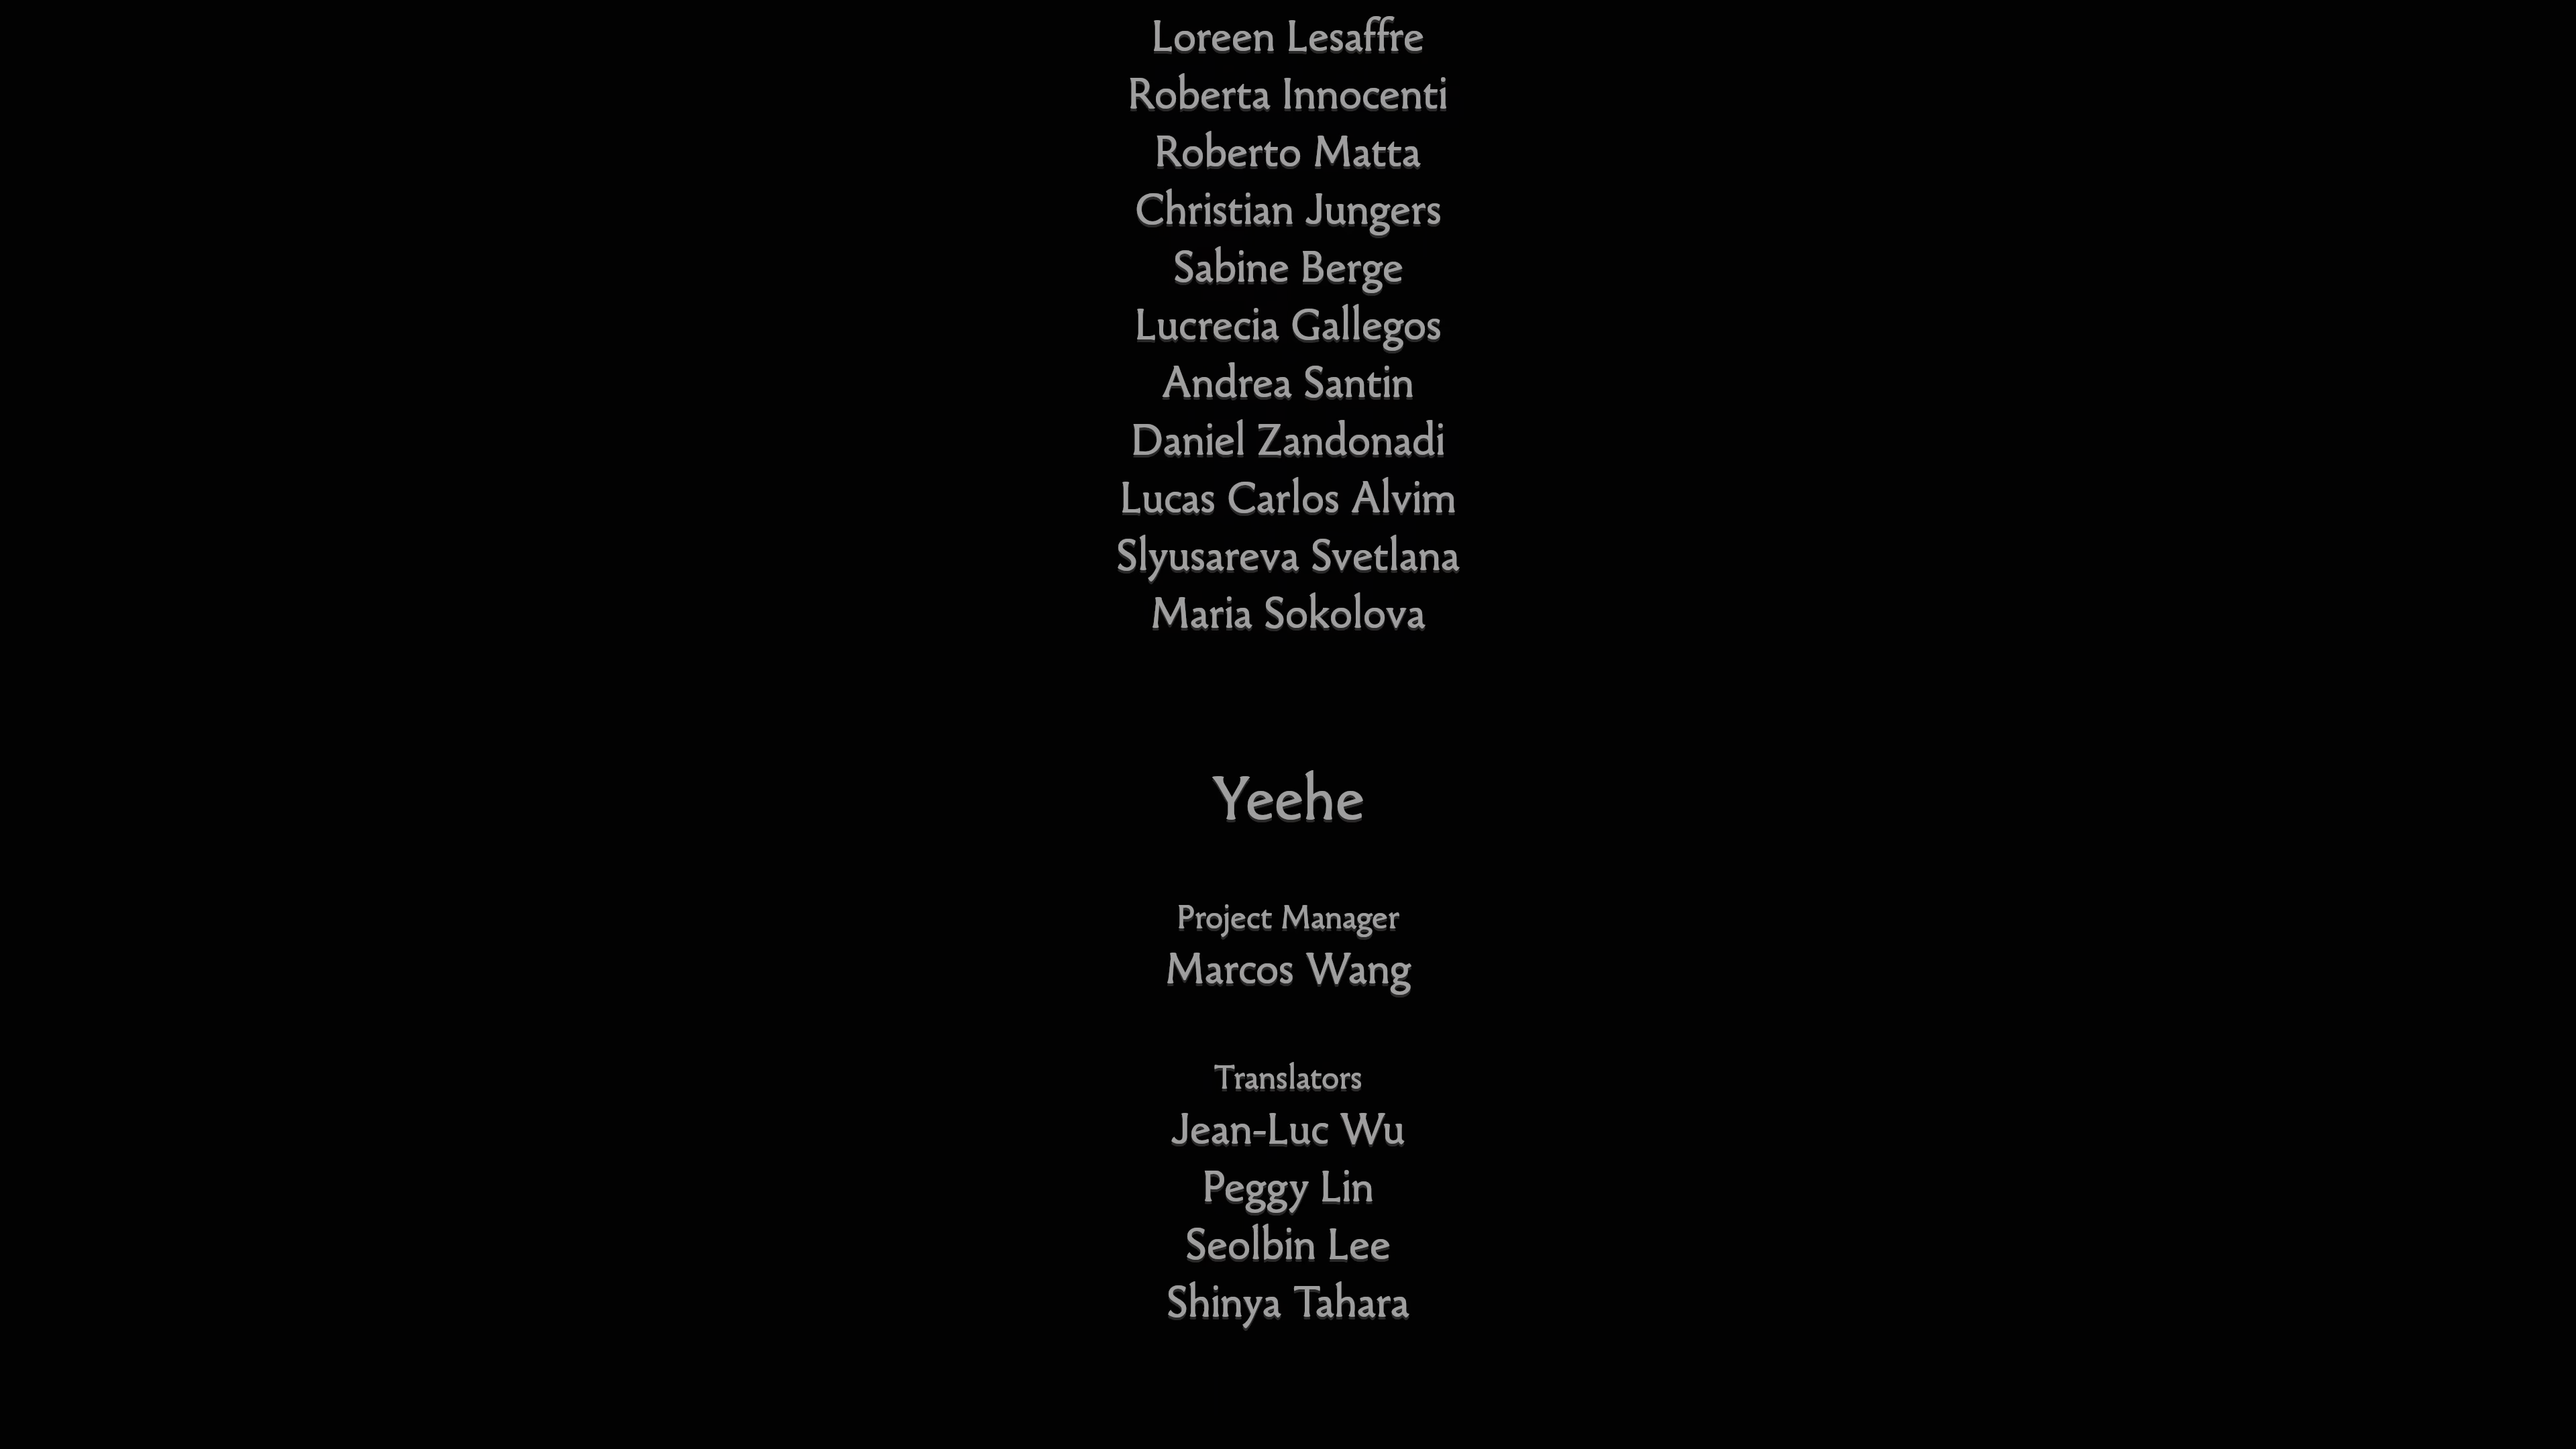 Loreen Lesaffre
Roberta Innocenti
Roberto Matta
Christian Jungers
Sabine Berge
Lucrecia Gallegos
Andrea Santin
Daniel Zandonadi
Lucas Carlos Alvim
Slyusareva Svetlana
Maria Sokolova
Yeehe
Project Manager
Marcos Wang
Translators
Jean-Luc Wu
Peggy Lin
Seolbin Lee
Shinya Tahara